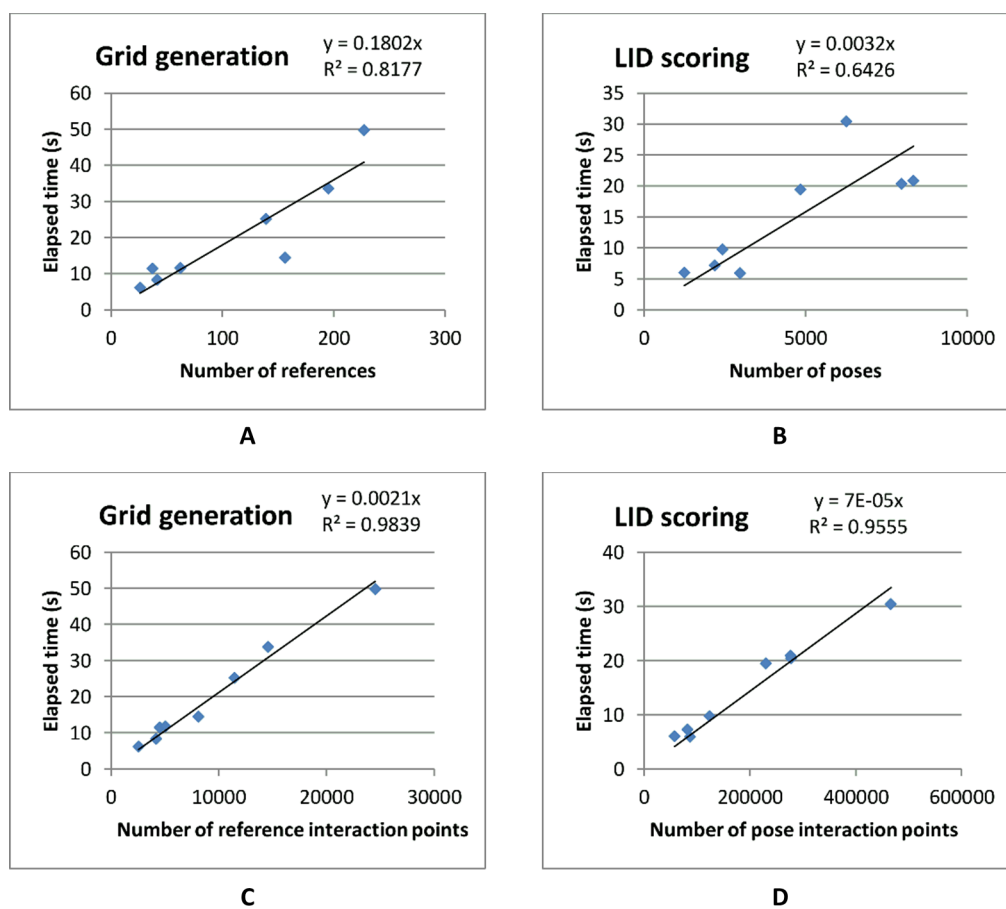 Grid generation
y = 0.1802x
R² = 0.8177
60
50
40
30
20
10
0
Elapsed time (s)
0 100 200 300
Number of references
A
LID scoring
y = 0.0032x
R² = 0.6426
35
30
25
20
15
10
5
0
Elapsed time (s)
0 5000 10000
Number of poses
B
Grid generation
y = 0.0021x
R² = 0.9839
60
50
40
30
20
10
0
Elapsed time (s)
0 10000 20000 30000
Number of reference interaction points
C
LID scoring
y = 7E-05x
R² = 0.9555
40
30
20
10
0
Elapsed time (s)
0 200000 400000 600000
Number of pose interaction points
D